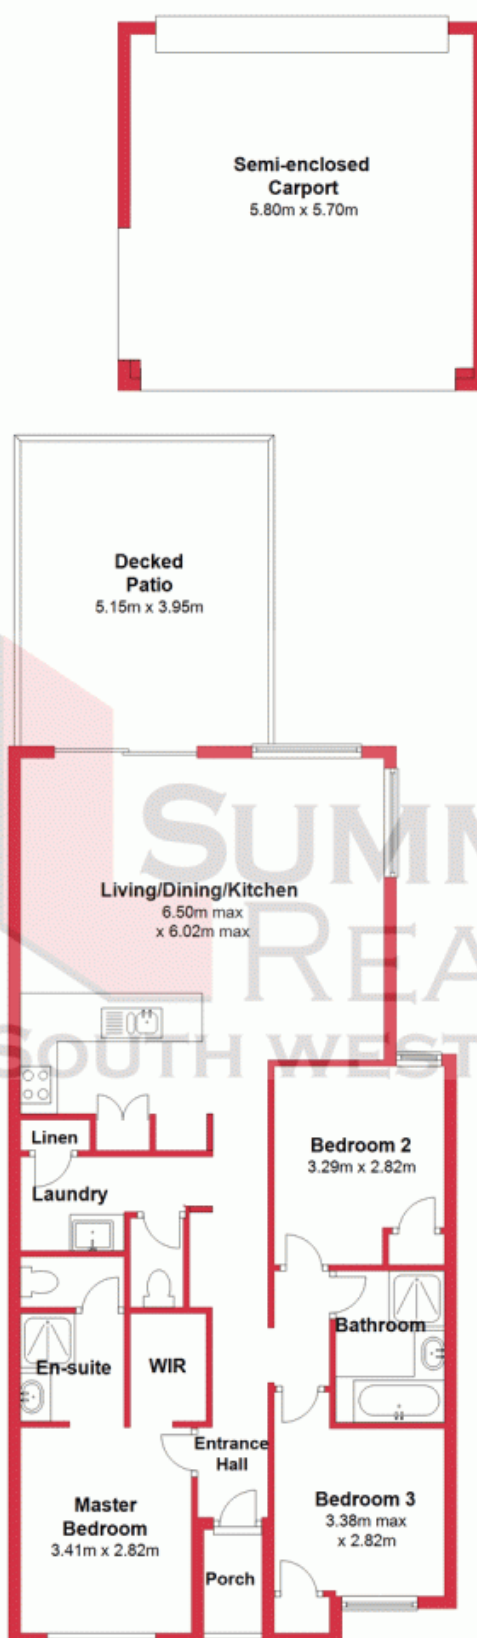 Semi-enclosed
Carport
5.80m x 5.70m
Decked
Patio
5.15m x 3.95m
SUMM
Living/Dining/Kitchen
6.50m max
x 6.02m max
REA
SOUTH WEST
Linen
Bedroom 2
3.29m x 2.82m
Laundry
Bathroom
En-suite
WIR
Entrance
Hall
Master
Bedroom
3.41m x 2.82m
Bedroom 3
3.38m max
x 2.82m
Porch